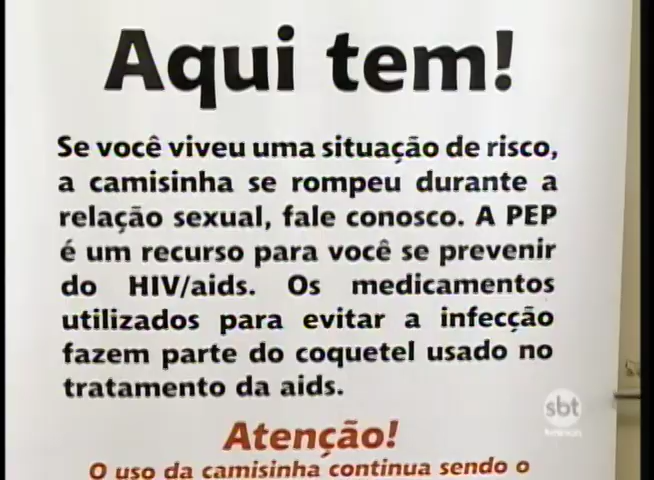 Aqui tem!
Se você viveu uma situação de risco,
a camisinha se rompeu durante a
relação sexual, fale conosco. A PEP
é um recurso para você se prevenir
do HIV/aids. Os medicamentos
utilizados para evitar a infecção
fazem parte do coquetel usado no
tratamento da aids.
sbt
Atenção!
O uso da camisinha continua sendo o